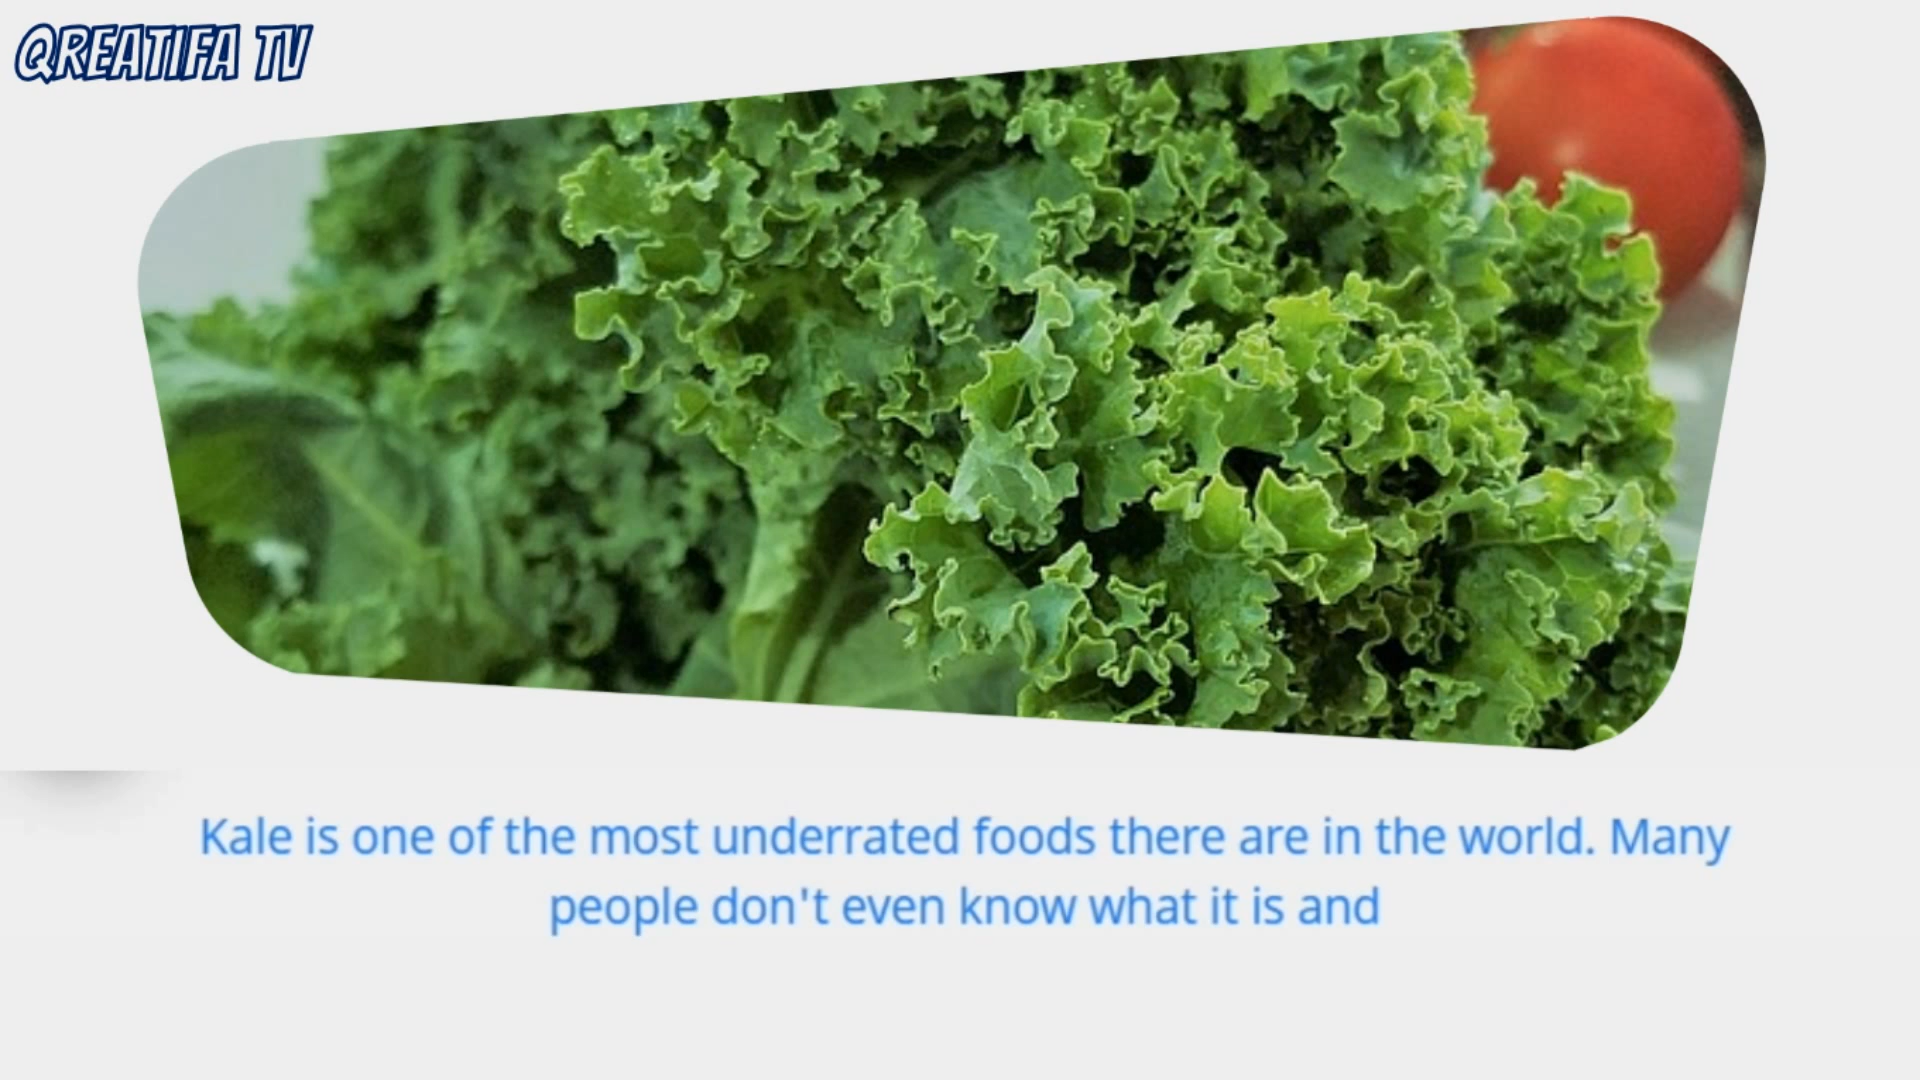 QREATIFA TV
Kale is one of the most underrated foods there are in the world. Many
people don't even know what it is and